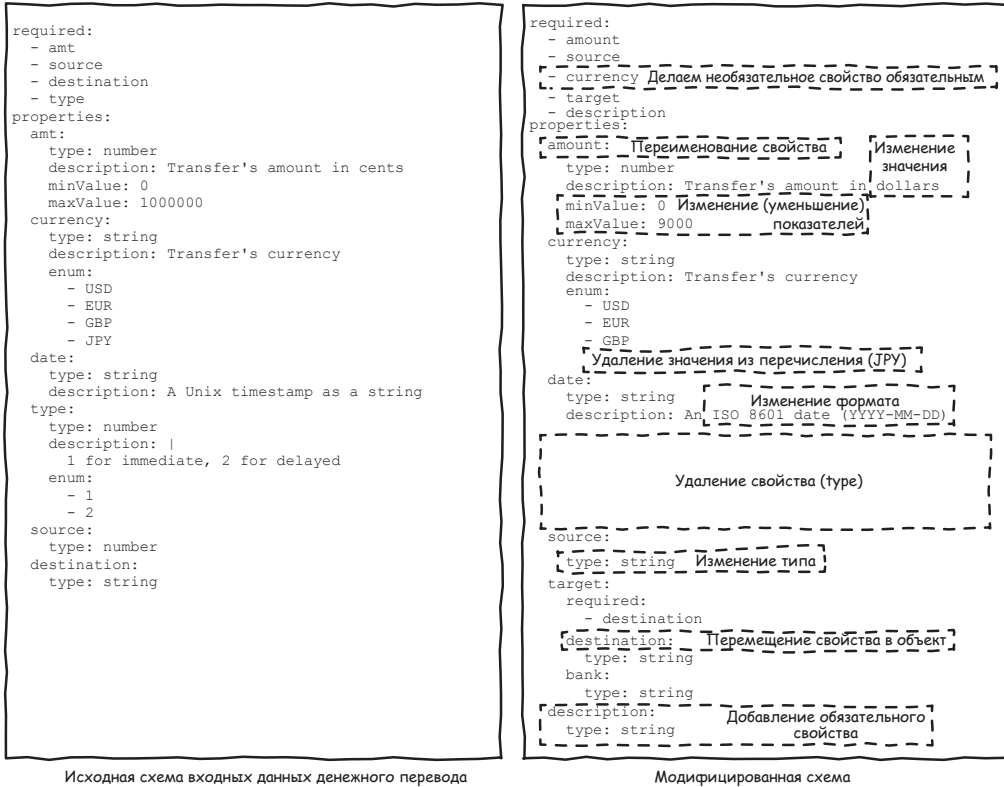 required:
  - amt
  - source
  - destination
  - type
properties:
  amt:
    type: number
    description: Transfer's amount in cents
    minValue: 0
    maxValue: 1000000
  currency:
    type: string
    description: Transfer's currency
    enum:
      - USD
      - EUR
      - GBP
      - JPY
  date:
    type: string
    description: A Unix timestamp as a string
  type:
    type: number
    description: |
      1 for immediate, 2 for delayed
    enum:
      - 1
      - 2
  source:
    type: number
  destination:
    type: string
Исходная схема входных данных денежного перевода
required:
  - amount
  - source
  - currency Делаем необязательное свойство обязательным
  - target
  - description
properties:
  amount: Переименование свойства Изменение
    type: number значения
    description: Transfer's amount in dollars
    minValue: 0 Изменение (уменьшение)
    maxValue: 9000 показателей
  currency:
    type: string
    description: Transfer's currency
    enum:
      - USD
      - EUR
      - GBP
Удаление значения из перечисления (JPY)
  date:
    type: string Изменение формата
    description: An ISO 8601 date (YYYY-MM-DD)
Удаление свойства (type)
  source:
    type: string Изменение типа
  target:
    required:
      - destination
    destination: Перемещение свойства в объект
      type: string
    bank:
      type: string
  description: Добавление обязательного
    type: string свойства
Модифицированная схема